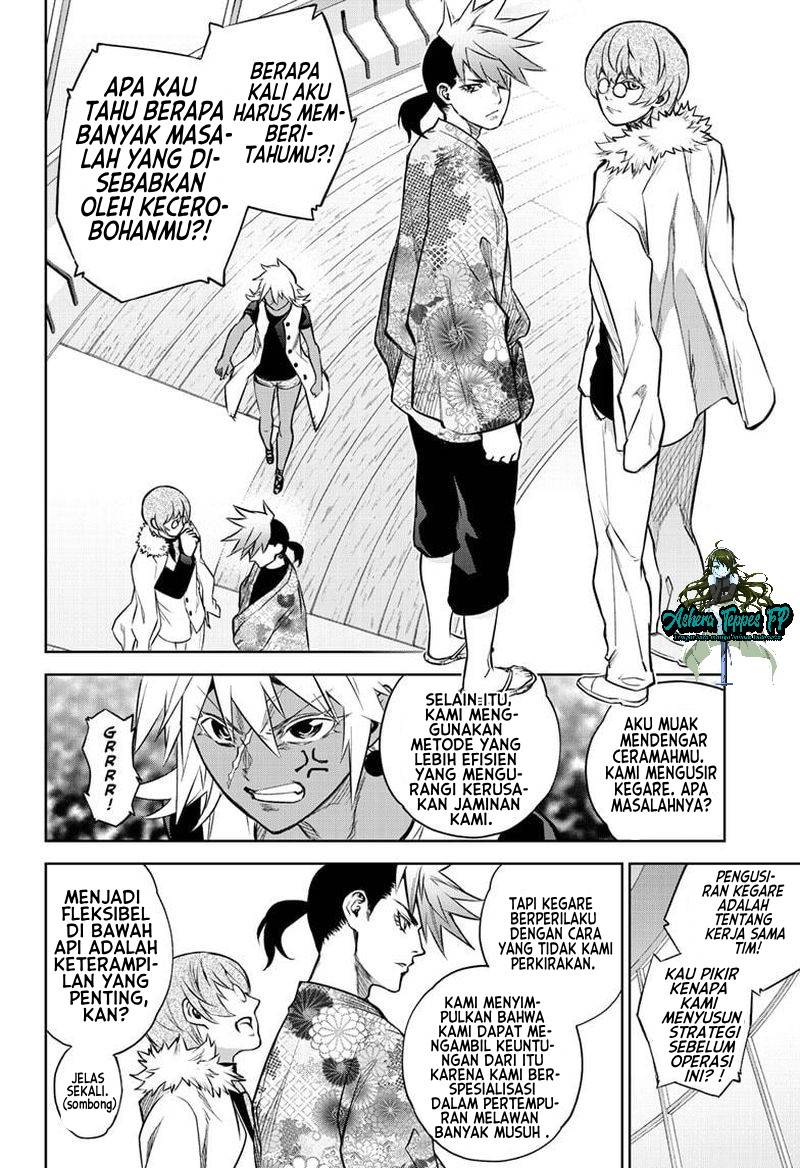 BERAPA
KALI AKU
HARUS MEM-
BERI-
TAHUMU?!
APA KAU
TAHU BERAPA
BANYAK MASA-
LAH YANG DI-
SEBABKAN
OLEH KECERO-
BOHANMU?!
Ashera Teppes FP
AKU MUAK
MENDENGAR
CERAMAHMU.
KAMI MENGUSIR
KEGARE. APA
MASALAHNYA?
SELAIN ITU,
KAMI MENG-
GUNAKAN
METODE YANG
LEBIH EFISIEN
YANG MENGU-
RANGI KERUSA-
KAN JAMINAN
KAMI.
GRRRR!
PENGUSI-
RAN KEGARE
ADALAH
TENTANG
KERJA SAMA
TIM!
KAU PIKIR
KENAPA
KAMI
MENYUSUN
STRATEGI
SEBELUM
OPERASI
INI? !
TAPI KEGARE
BERPERILAKU
DENGAN CARA
YANG TIDAK KAMI
PERKIRAKAN.
KAMI MENYIM-
PULKAN BAHWA
KAMI DAPAT ME-
NGAMBIL KEUNTU-
NGAN DARI ITU
KARENA KAMI BER-
SPESIALISASI
DALAM PERTEMPU-
RAN MELAWAN
BANYAK MUSUH .
MENJADI
FLEKSIBEL
DI BAWAH
API ADALAH
KETERAMPI-
LAN YANG
PENTING,
KAN?
JELAS
SEKALI.
(sombong)